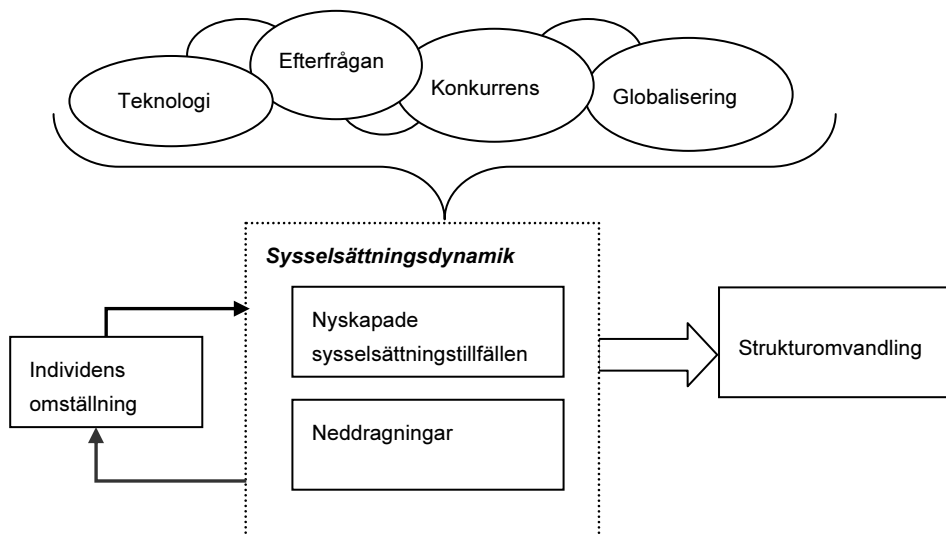 Efterfrågan
Teknologi
Konkurrens
Globalisering
Sysselsättningsdynamik
Nyskapade
sysselsättningstillfällen
Strukturomvandling
Individens
omställning
Neddragningar